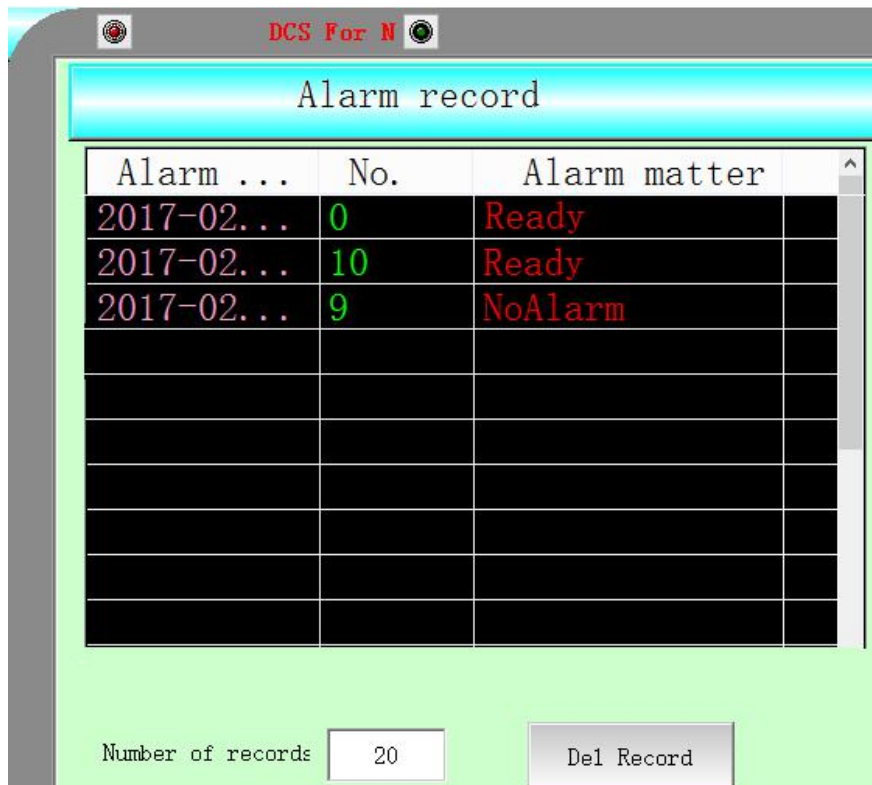 DCS For N
Alarm record
Alarm ... No. Alarm matter
2017-02... 0 Ready
2017-02... 10 Ready
2017-02... 9 NoAlarm
Number of records 20 Del Record